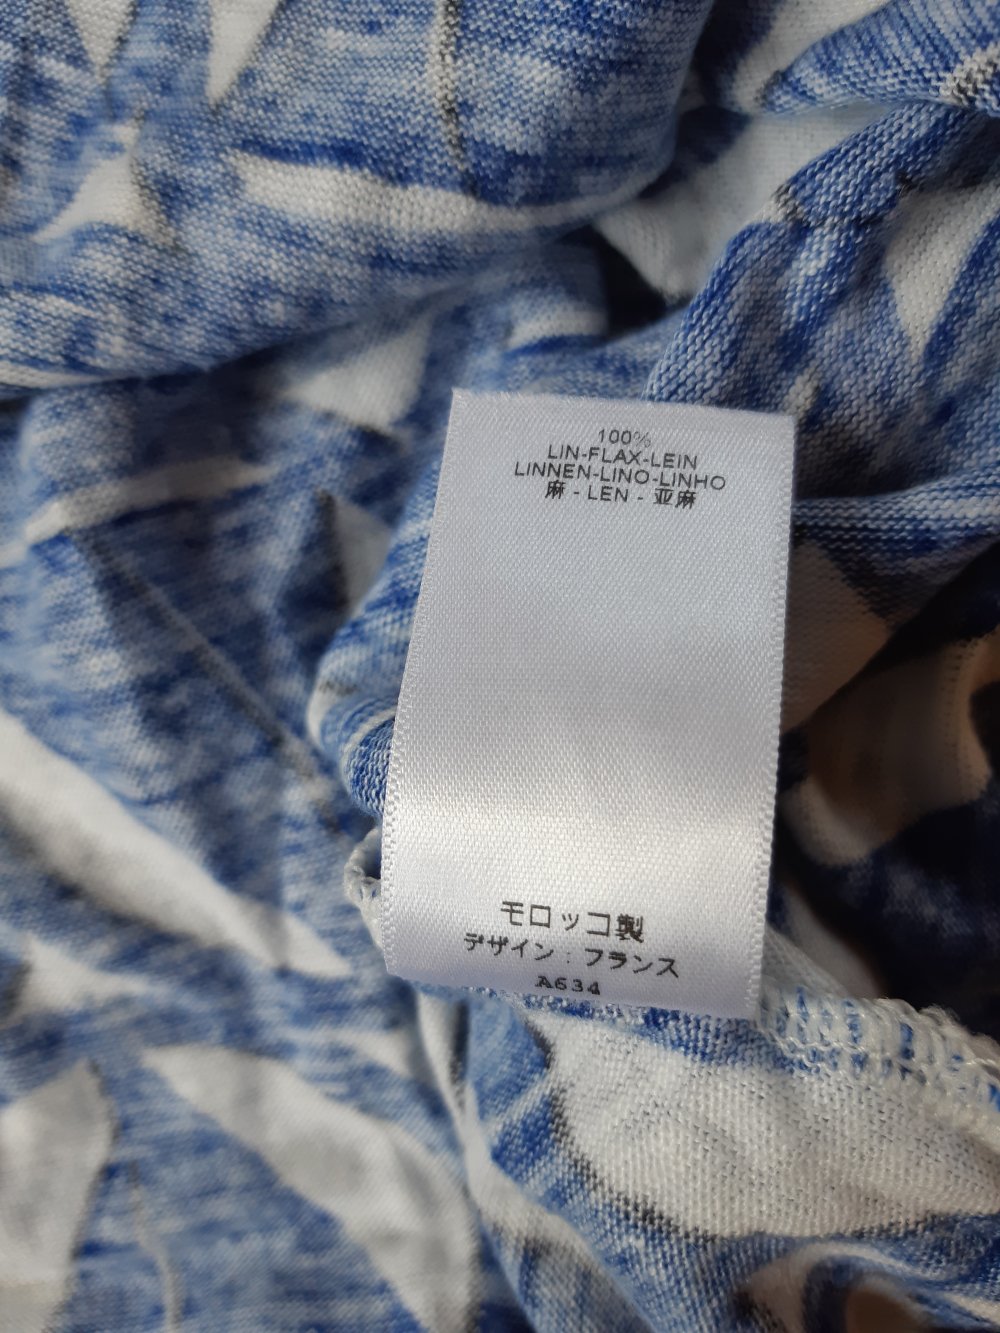 100%
LIN-FLAX-LEIN
LINNEN-LINO-LINHO
麻 - LEN - 亚麻
モロッコ製
デザイン : フランス
A634